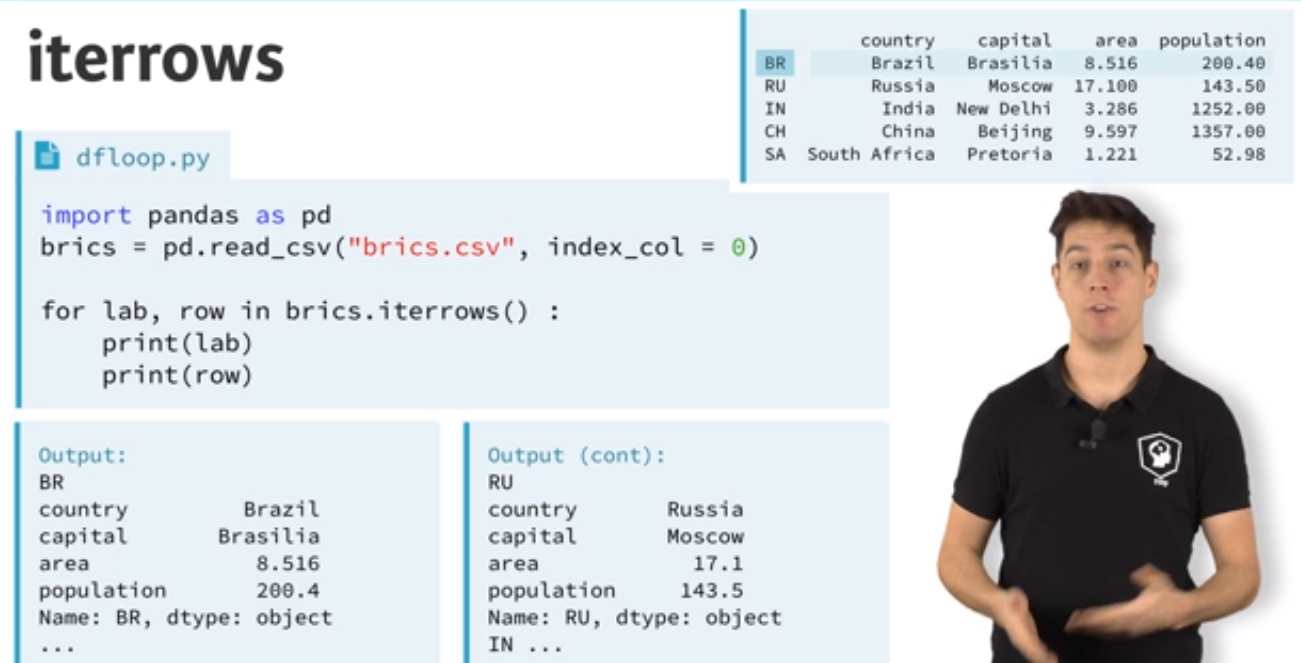 iterrows
country capital area population
BR Brazil Brasilia 8.516 200.40
RU Russia Moscow 17.100 143.50
IN India New Delhi 3.286 1252.00
CH China Beijing 9.597 1357.00
SA South Africa Pretoria 1.221 52.98
dfloop.py
import pandas as pd
brics = pd.read_csv("brics.csv", index_col = 0)
for lab, row in brics.iterrows() :
print(lab)
print(row)
Output:
BR
country Brazil
capital Brasilia
area 8.516
population 200.4
Name: BR, dtype: object
...
Output (cont):
RU
country Russia
capital Moscow
area 17.1
population 143.5
Name: RU, dtype: object
IN ...